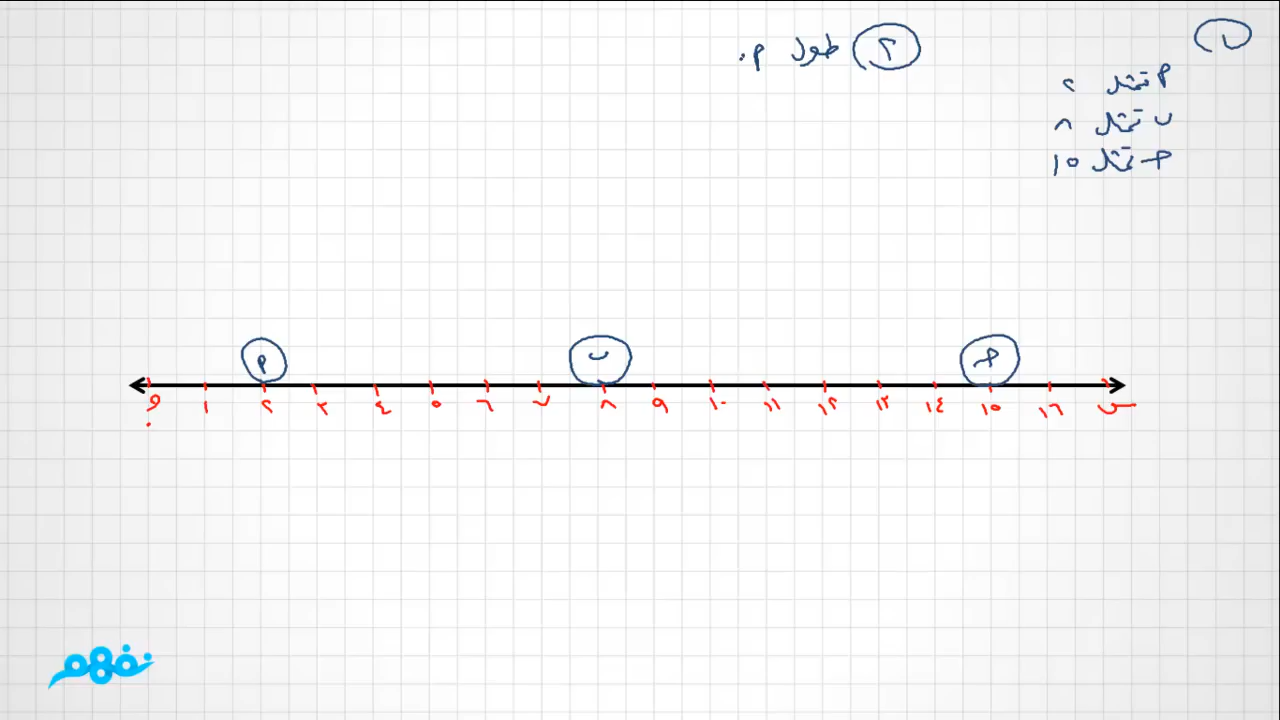 ١
أ تمثل ٢
ب تمثل ٨
جـ تمثل ١٥
٢ طول أ
أ ب جـ
و ١ ٢ ٣ ٤ ٥ ٦ ٧ ٨ ٩ ١٠ ١١ ١٢ ١٣ ١٤ ١٥ ١٦ س
٠
نفهم